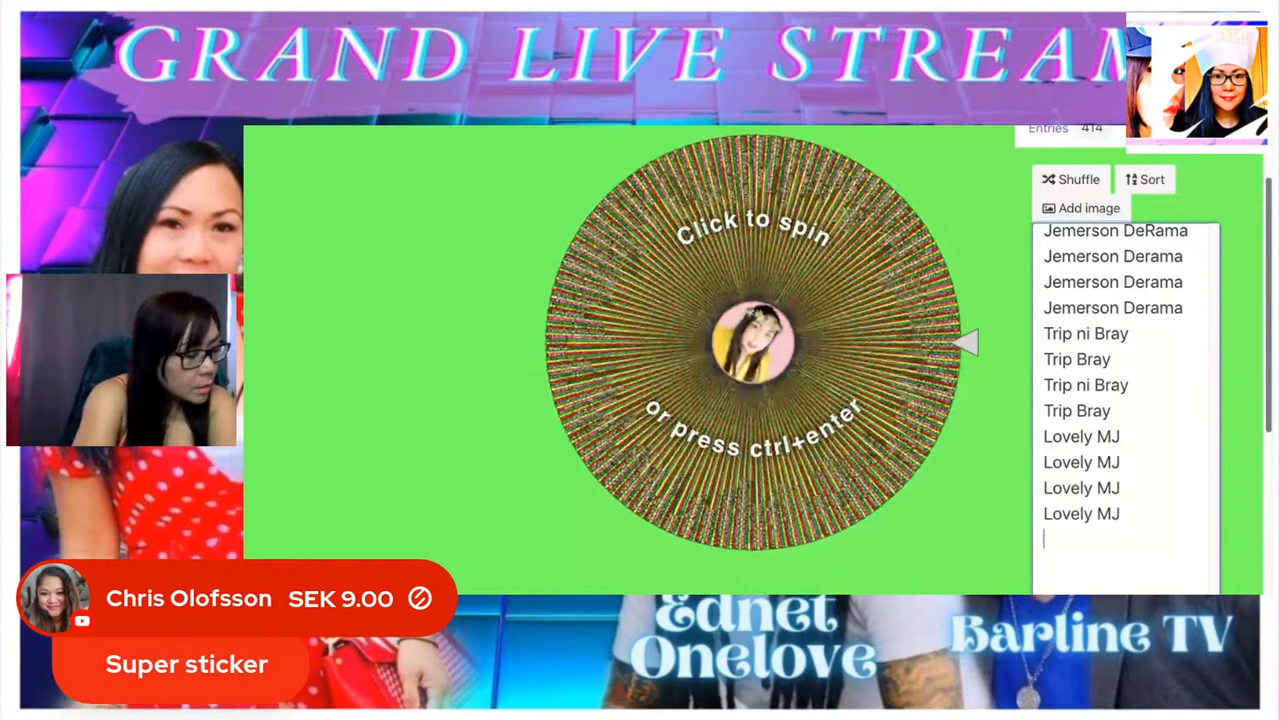 GRAND LIVE STREAM
Entries 414
Shuffle
Sort
Add image
Click to spin
or press ctrl+enter
Jemerson DeRama
Jemerson Derama
Jemerson Derama
Jemerson Derama
Trip ni Bray
Trip Bray
Trip ni Bray
Trip Bray
Lovely MJ
Lovely MJ
Lovely MJ
Lovely MJ
Chris Olofsson SEK 9.00
Super sticker
Ednet
Onelove
Barline TV